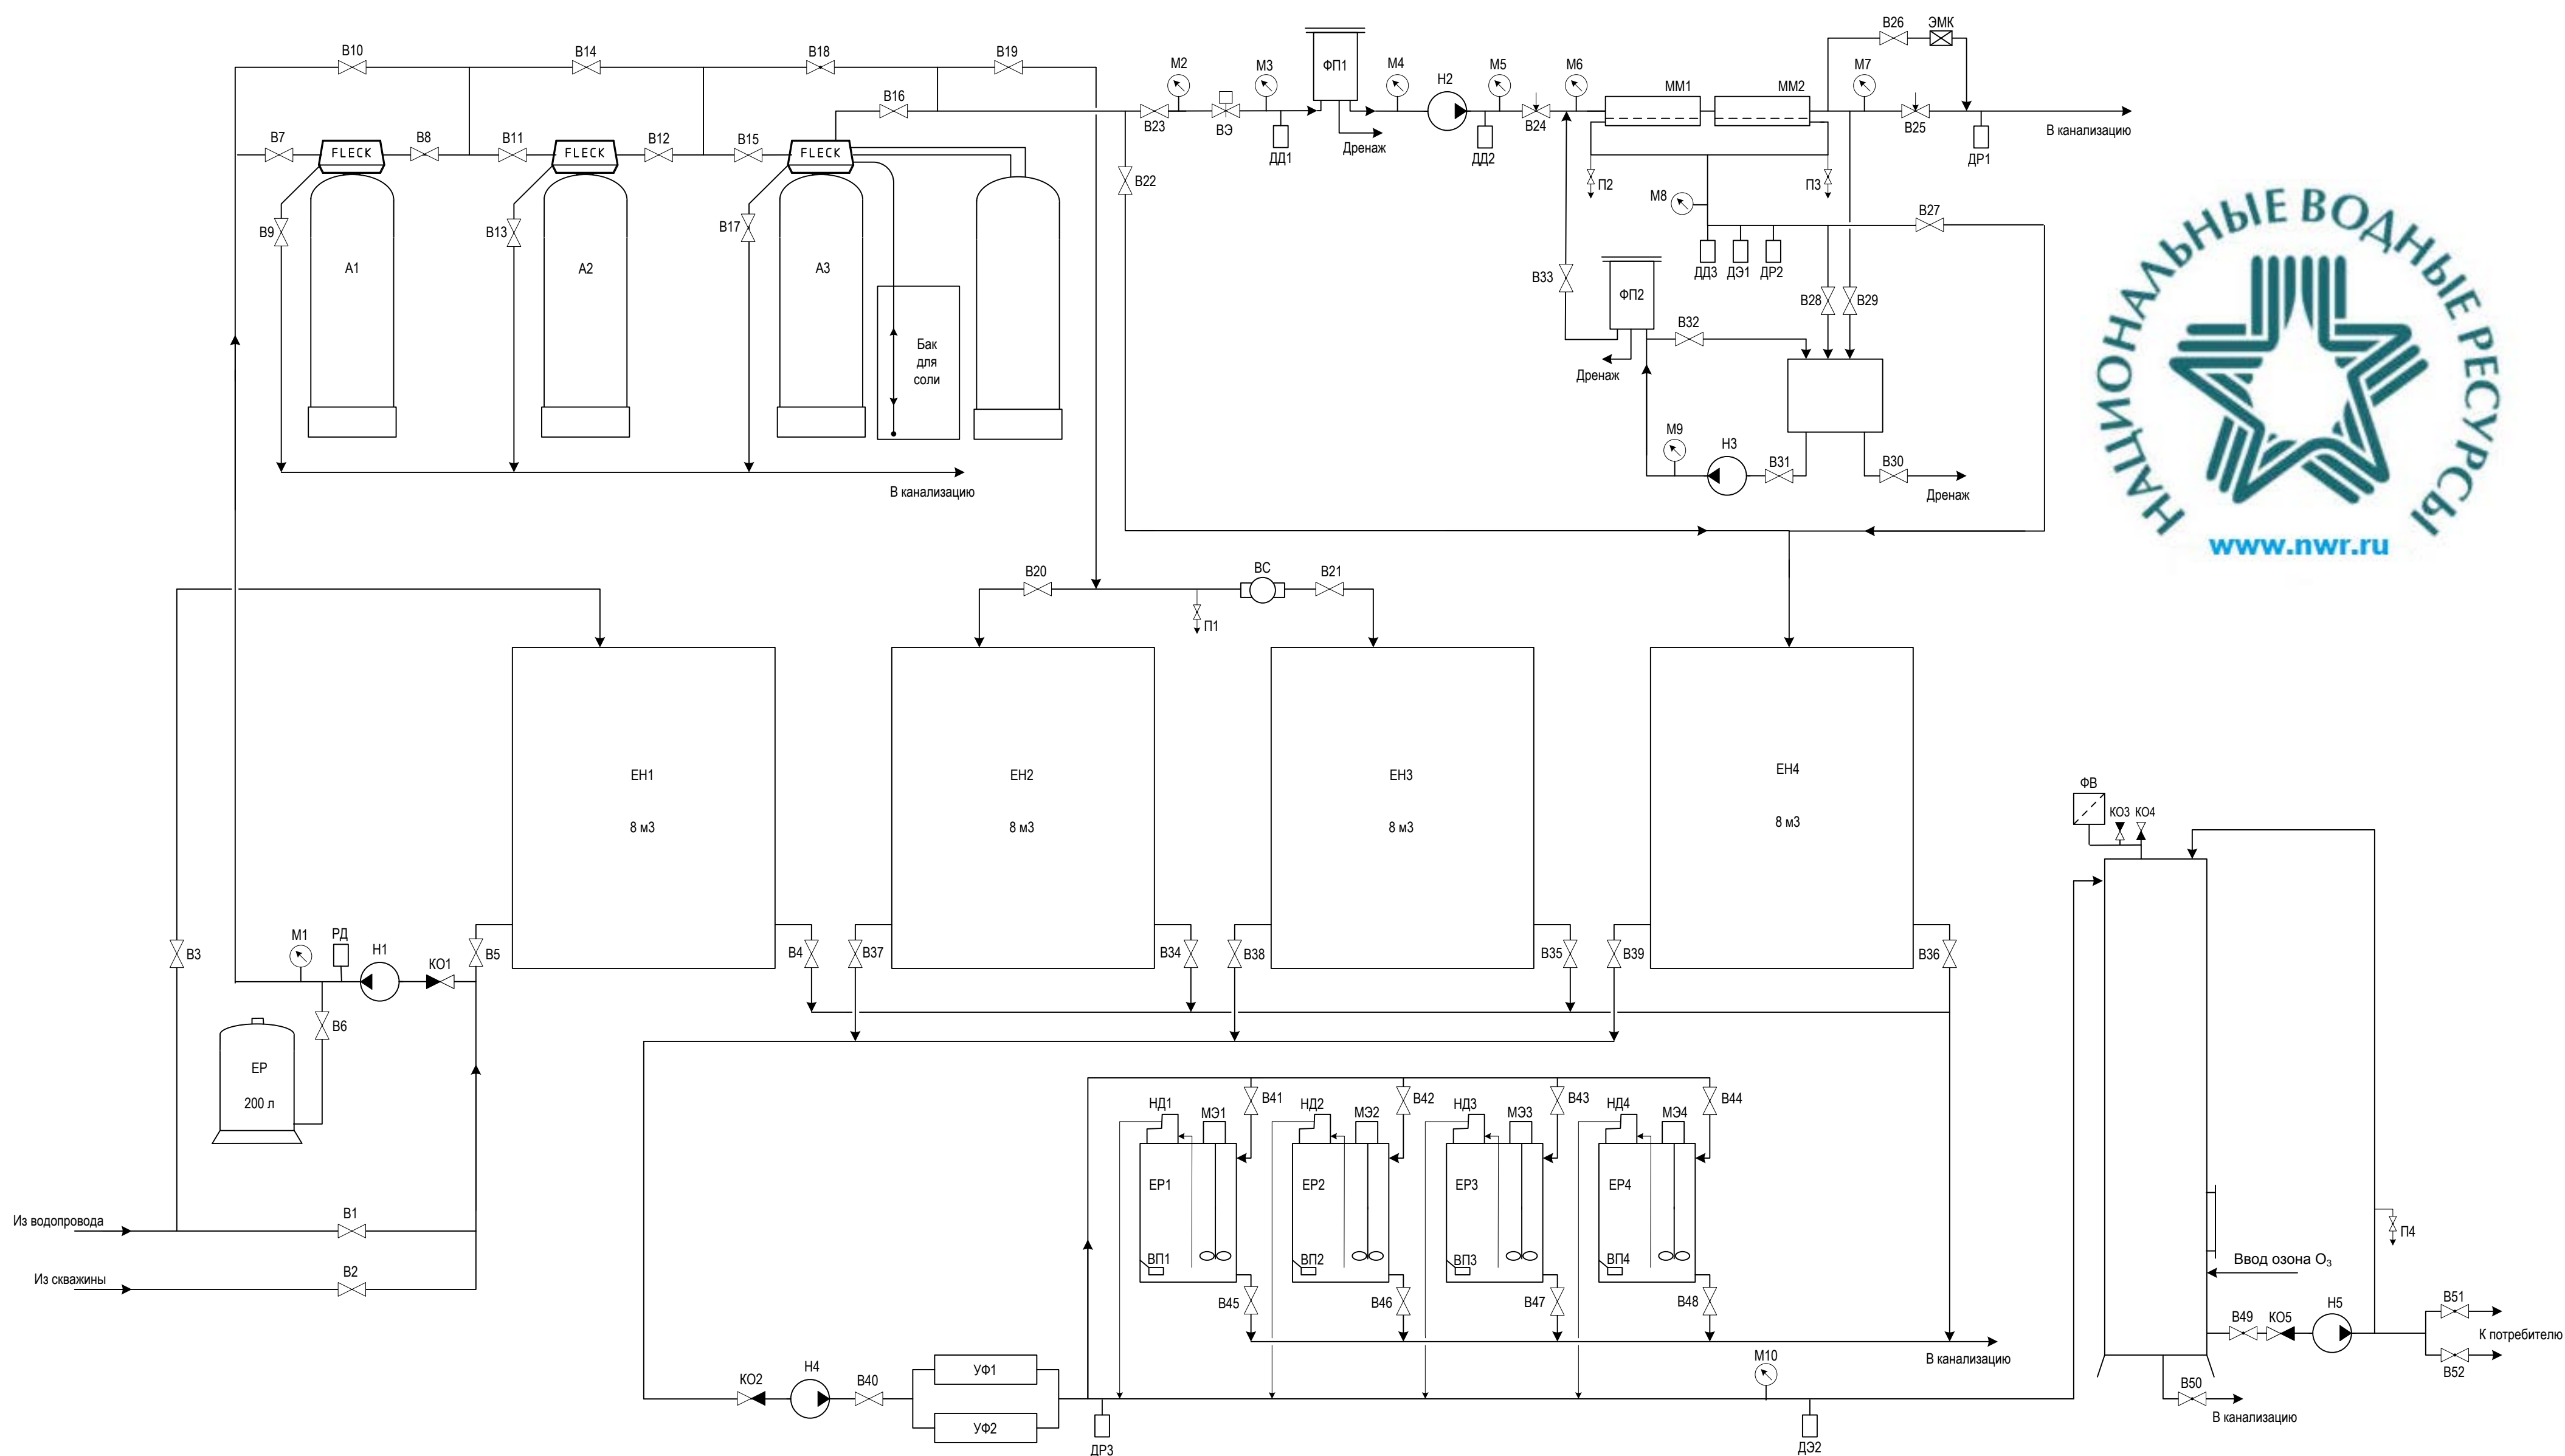 В10
В14
В18
В19
М2
М3
ФП1
М4
Н2
М5
М6
ММ1
ММ2
В26
ЭМК
М7
В16
В23
ВЭ
ДД1
Дренаж
ДД2
В24
В25
ДР1
В канализацию
В7
FLECK
В8
В11
FLECK
В12
В15
FLECK
В22
П2
П3
М8
В27
В9
В13
В17
А1
А2
А3
ДД3
ДЭ1
ДР2
В33
ФП2
В28
В29
В32
Бак
для
соли
Дренаж
М9
Н3
В31
В30
Дренаж
В канализацию
НАЦИОНАЛЬНЫЕ ВОДНЫЕ РЕСУРСЫ
www.nwr.ru
В20
ВС
В21
П1
ЕН1
8 м3
ЕН2
8 м3
ЕН3
8 м3
ЕН4
8 м3
ФВ
КО3
КО4
М1
РД
Н1
КО1
В3
В5
В4
В37
В34
В38
В35
В39
В36
В6
ЕР
200 л
НД1
МЭ1
В41
НД2
МЭ2
В42
НД3
МЭ3
В43
НД4
МЭ4
В44
ЕР1
ЕР2
ЕР3
ЕР4
ВП1
ВП2
ВП3
ВП4
В45
В46
В47
В48
Из водопровода
В1
Из скважины
В2
П4
Ввод озона О3
В49
КО5
Н5
В51
К потребителю
В52
В50
В канализацию
В канализацию
М10
КО2
Н4
В40
УФ1
УФ2
ДР3
ДЭ2